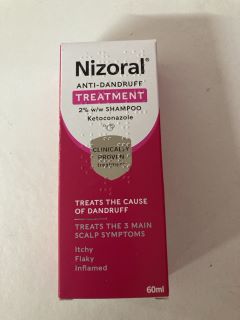 Nizoral®
ANTI-DANDRUFF
TREATMENT
2% w/w SHAMPOO
Ketoconazole
CLINICALLY
PROVEN
treatment
TREATS THE CAUSE
OF DANDRUFF
TREATS THE 3 MAIN
SCALP SYMPTOMS
Itchy
Flaky
Inflamed
60ml